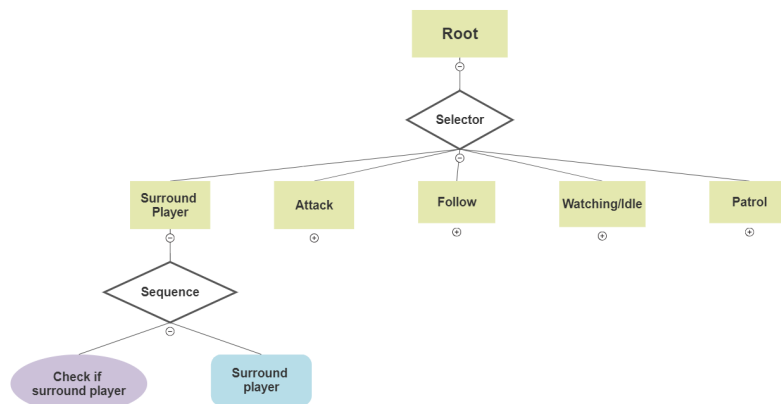 Root
Selector
Surround
Player
Attack
Follow
Watching/Idle
Patrol
Sequence
Check if
surround player
Surround
player